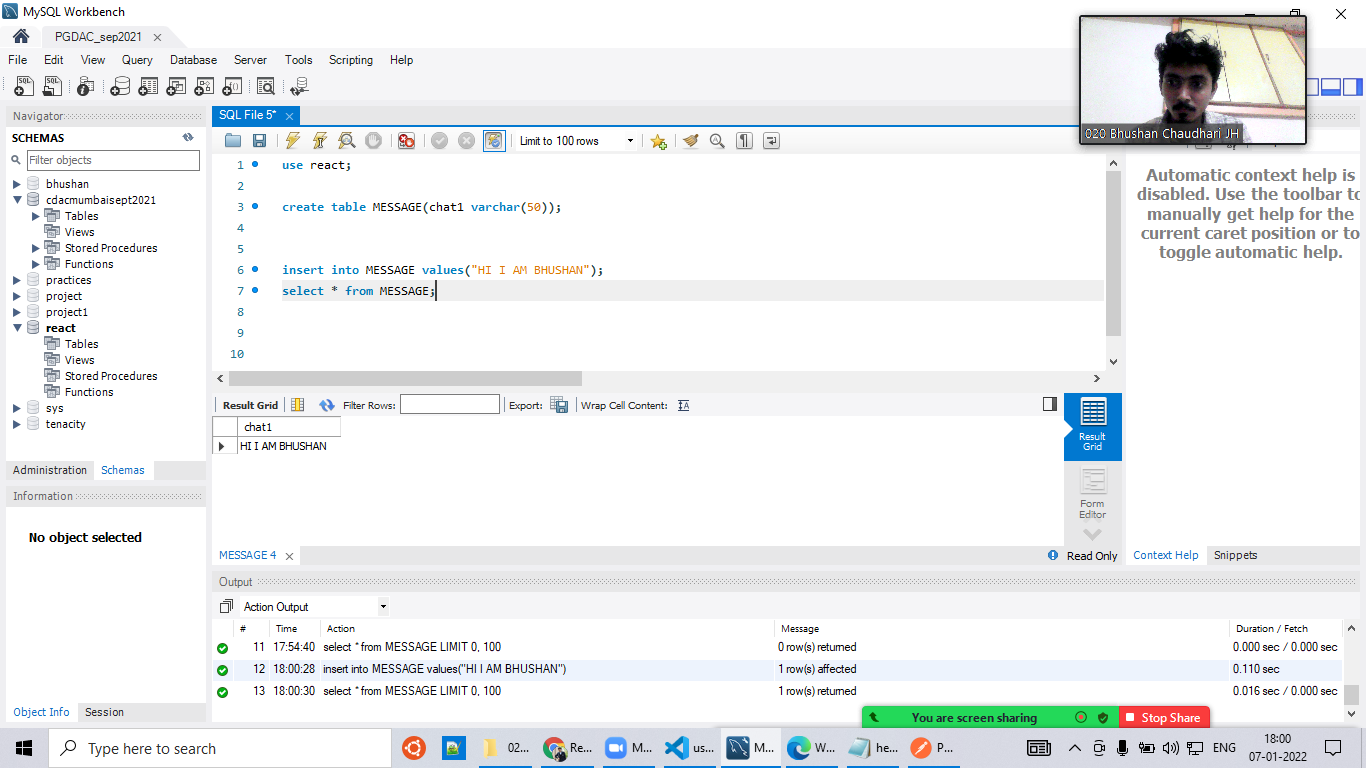 MySQL Workbench
PGDAC_sep2021
File Edit View Query Database Server Tools Scripting Help
Navigator
SCHEMAS
Filter objects
bhushan
cdacmumbaisept2021
Tables
Views
Stored Procedures
Functions
practices
project
project1
react
Tables
Views
Stored Procedures
Functions
sys
tenacity
Administration Schemas
Information
No object selected
Object Info Session
SQL File 5*
Limit to 100 rows
1 use react;
2
3 create table MESSAGE(chat1 varchar(50));
4
5
6 insert into MESSAGE values("HI I AM BHUSHAN");
7 select * from MESSAGE;
8
9
10
Result Grid Filter Rows: Export: Wrap Cell Content:
chat1
HI I AM BHUSHAN
Result
Grid
Form
Editor
MESSAGE 4
Read Only
020 Bhushan Chaudhari JH
Automatic context help is
disabled. Use the toolbar to
manually get help for the
current caret position or to
toggle automatic help.
Context Help Snippets
Output
Action Output
# Time Action Message Duration / Fetch
11 17:54:40 select * from MESSAGE LIMIT 0, 100 0 row(s) returned 0.000 sec / 0.000 sec
12 18:00:28 insert into MESSAGE values("HI I AM BHUSHAN") 1 row(s) affected 0.110 sec
13 18:00:30 select * from MESSAGE LIMIT 0, 100 1 row(s) returned 0.016 sec / 0.000 sec
You are screen sharing Stop Share
Type here to search
02... Re... M... us... M... W... he... P...
ENG
18:00
07-01-2022